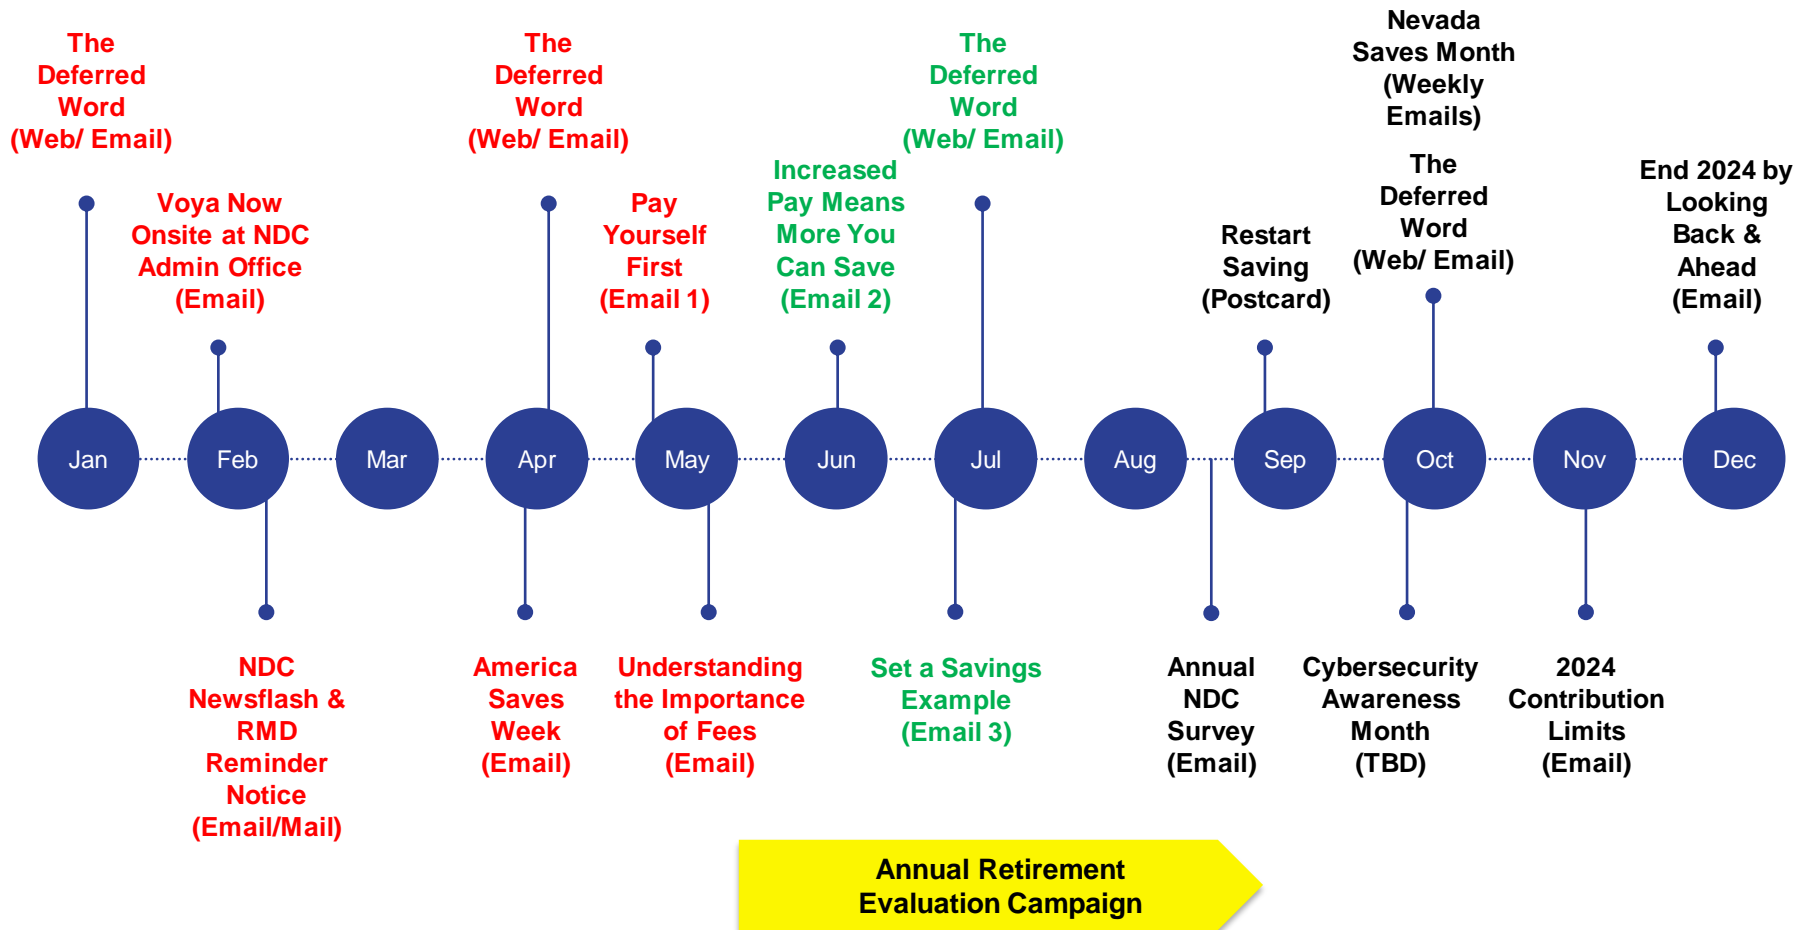 The
Deferred
Word
(Web/ Email)
Voya Now
Onsite at NDC
Admin Office
(Email)
The
Deferred
Word
(Web/ Email)
Pay
Yourself
First
(Email 1)
Increased
Pay Means
More You
Can Save
(Email 2)
The
Deferred
Word
(Web/ Email)
Restart
Saving
(Postcard)
Nevada
Saves Month
(Weekly
Emails)
The
Deferred
Word
(Web/ Email)
End 2024 by
Looking
Back &
Ahead
(Email)
Jan
Feb
Mar
Apr
May
Jun
Jul
Aug
Sep
Oct
Nov
Dec
NDC
Newsflash &
RMD
Reminder
Notice
(Email/Mail)
America
Saves
Week
(Email)
Understanding
the Importance
of Fees
(Email)
Set a Savings
Example
(Email 3)
Annual
NDC
Survey
(Email)
Cybersecurity
Awareness
Month
(TBD)
2024
Contribution
Limits
(Email)
Annual Retirement
Evaluation Campaign